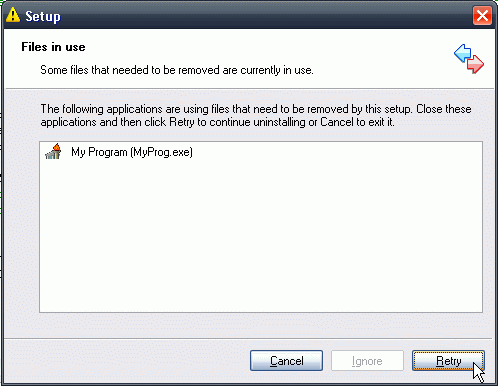 Setup
Files in use
Some files that needed to be removed are currently in use.
The following applications are using files that need to be removed by this setup. Close these
applications and then click Retry to continue uninstalling or Cancel to exit it.
My Program (MyProg.exe)
Cancel Ignore Retry